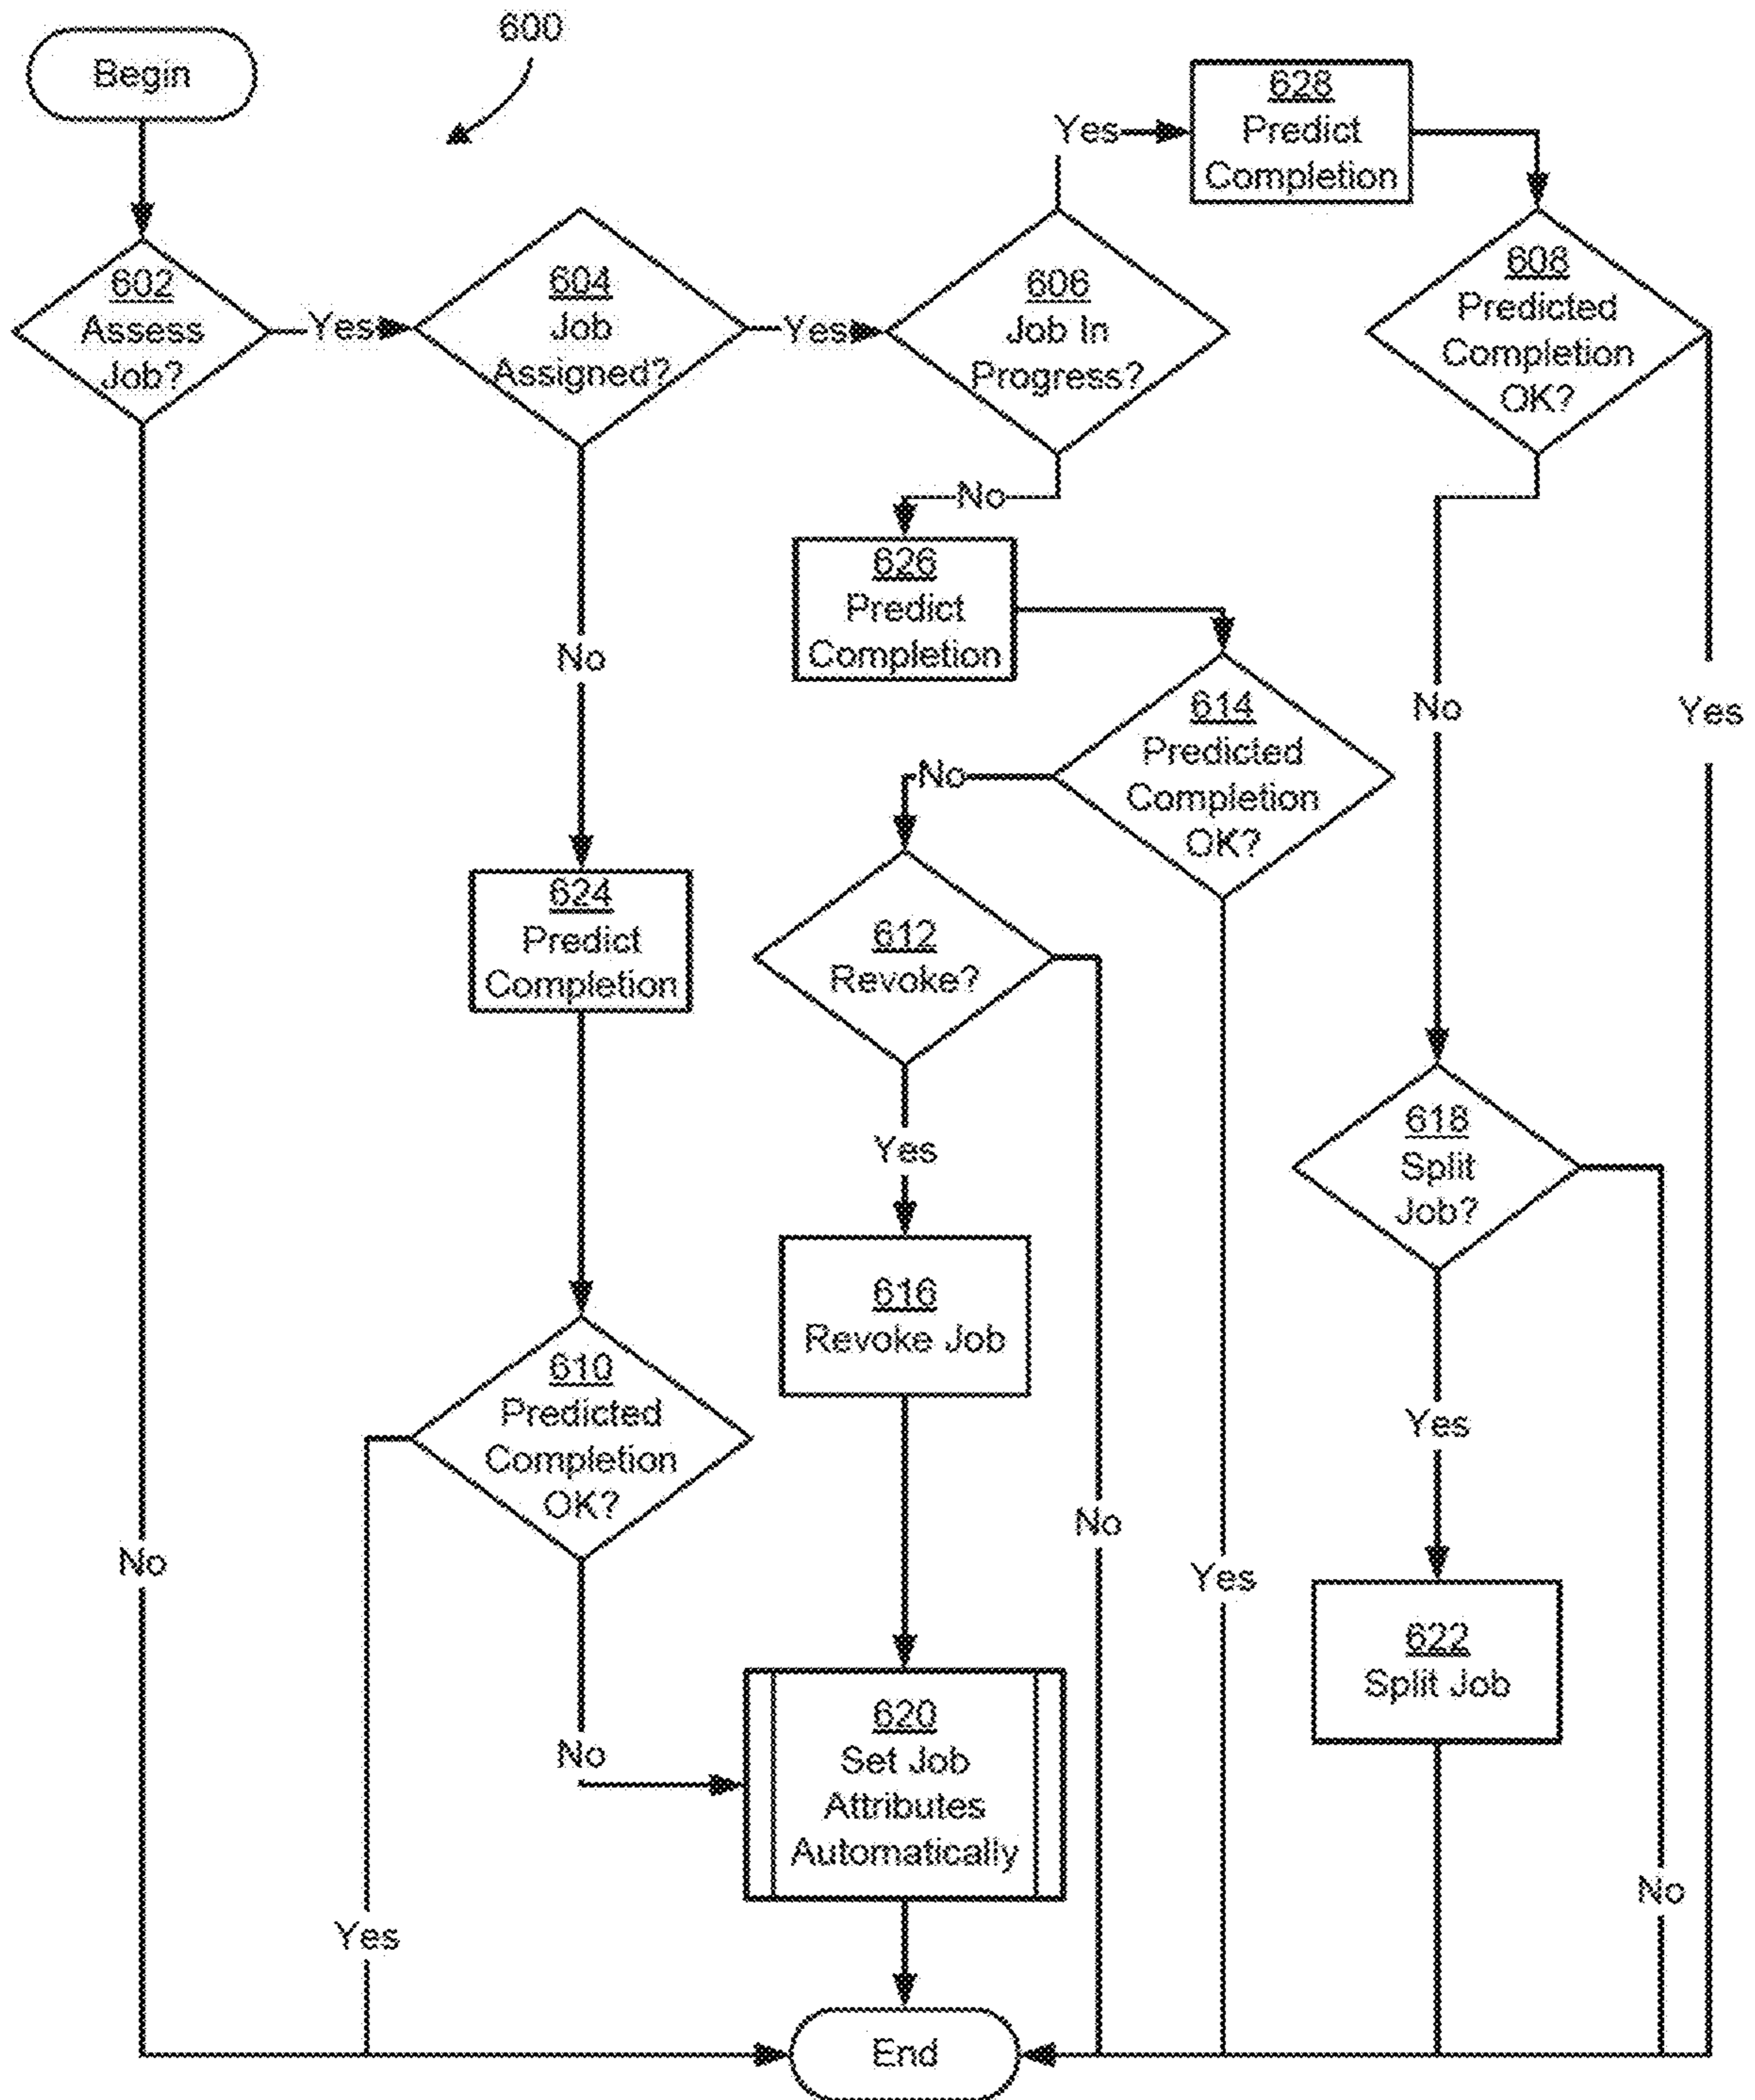 600
Begin
628
Predict
Completion
Yes
602
Assess
Job?
Yes
604
Job
Assigned?
Yes
606
Job In
Progress?
608
Predicted
Completion
OK?
No
626
Predict
Completion
No
614
Predicted
Completion
OK?
No
Yes
No
624
Predict
Completion
612
Revoke?
Yes
618
Split
Job?
616
Revoke Job
610
Predicted
Completion
OK?
Yes
No
No
Yes
622
Split Job
620
Set Job
Attributes
Automatically
No
No
Yes
End